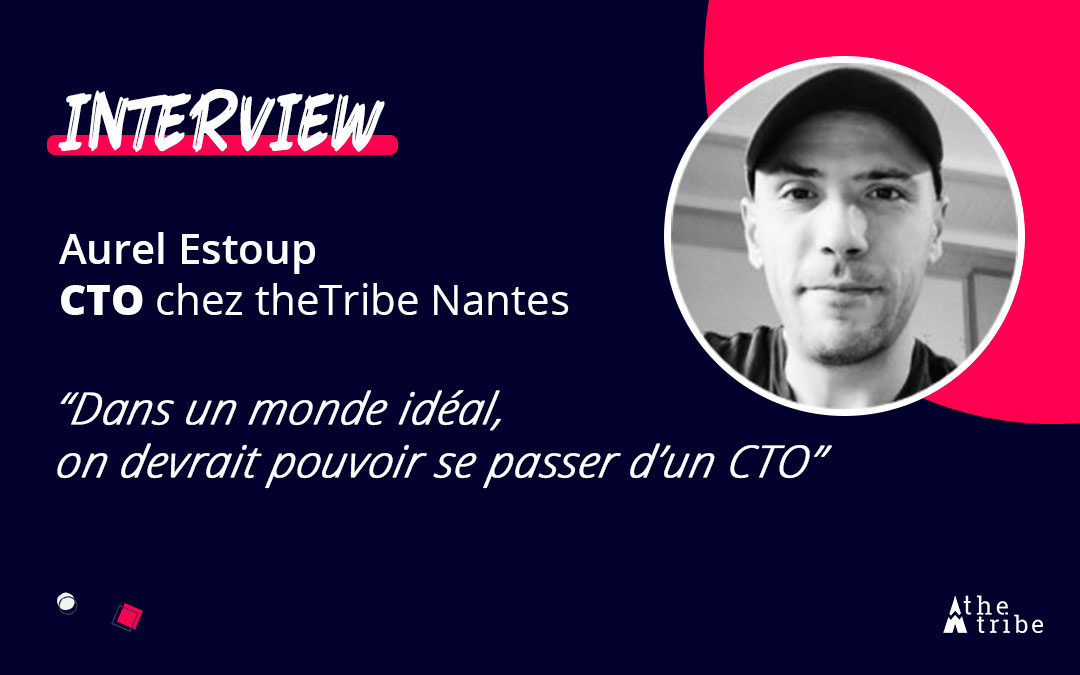 INTERVIEW
Aurel Estoup
CTO chez theTribe Nantes
“Dans un monde idéal,
on devrait pouvoir se passer d’un CTO”
the
tribe